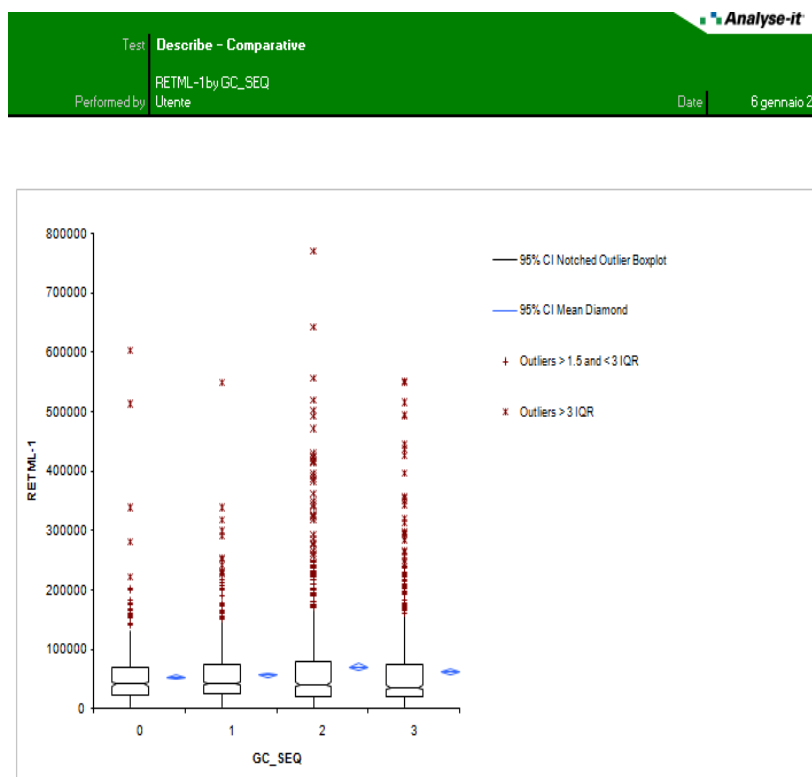 Analyse-it
Test Describe - Comparative
RETML-1 by GC_SEQ
Performed by Utente Date 6 gennaio 2
800000
700000
600000
500000
400000
300000
200000
100000
0
RETML-1
0 1 2 3
GC_SEQ
95% CI Notched Outlier Boxplot
95% CI Mean Diamond
Outliers > 1.5 and < 3 IQR
Outliers > 3 IQR